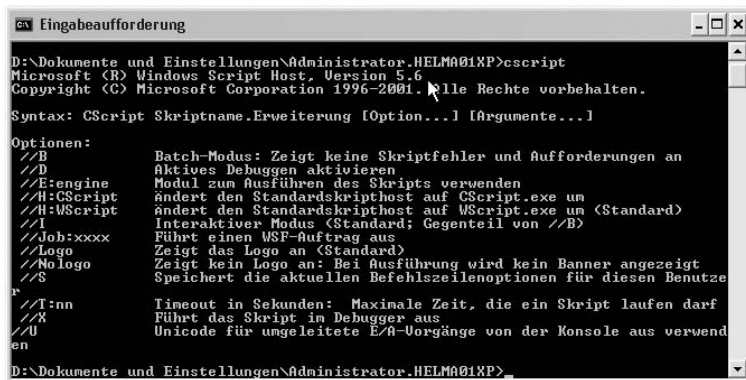 Eingabeaufforderung
D:\Dokumente und Einstellungen\Administrator.HELMA01XP>cscript
Microsoft (R) Windows Script Host, Version 5.6
Copyright (C) Microsoft Corporation 1996-2001. Alle Rechte vorbehalten.
Syntax: CScript Skriptname.Erweiterung [Option...] [Argumente...]
Optionen:
//B Batch-Modus: Zeigt keine Skriptfehler und Aufforderungen an
//D Aktives Debuggen aktivieren
//E:engine Modul zum Ausführen des Skripts verwenden
//H:CScript ändert den Standardskripthost auf CScript.exe um
//H:WScript ändert den Standardskripthost auf WScript.exe um (Standard)
//I Interaktiver Modus (Standard; Gegenteil von //B)
//Job:xxxx Führt einen WSF-Auftrag aus
//Logo Zeigt das Logo an (Standard)
//Nologo Zeigt kein Logo an: Bei Ausführung wird kein Banner angezeigt
//S Speichert die aktuellen Befehlszeilenoptionen für diesen Benutze
r
//T:nn Timeout in Sekunden: Maximale Zeit, die ein Skript laufen darf
//X Führt das Skript im Debugger aus
//U Unicode für umgeleitete E/A-Vorgänge von der Konsole aus verwend
en
D:\Dokumente und Einstellungen\Administrator.HELMA01XP>_